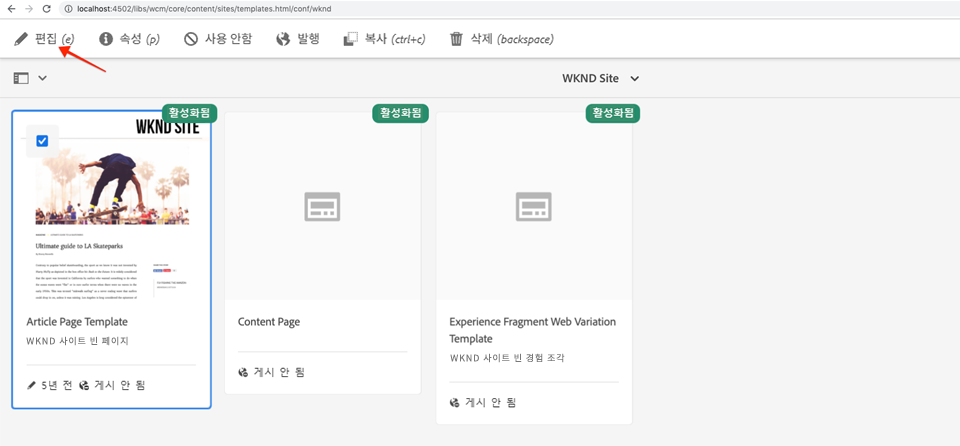 localhost:4502/libs/wcm/core/content/sites/templates.html/conf/wknd
편집 (e) 속성 (p) 사용 안함 발행 복사 (ctrl+c) 삭제 (backspace)
WKND Site
활성화됨 활성화됨 활성화됨
WKND SITE
Ultimate guide to LA Skateparks
Article Page Template
WKND 사이트 빈 페이지
5년 전 게시 안 됨
Content Page
게시 안 됨
Experience Fragment Web Variation
Template
WKND 사이트 빈 경험 조각
게시 안 됨